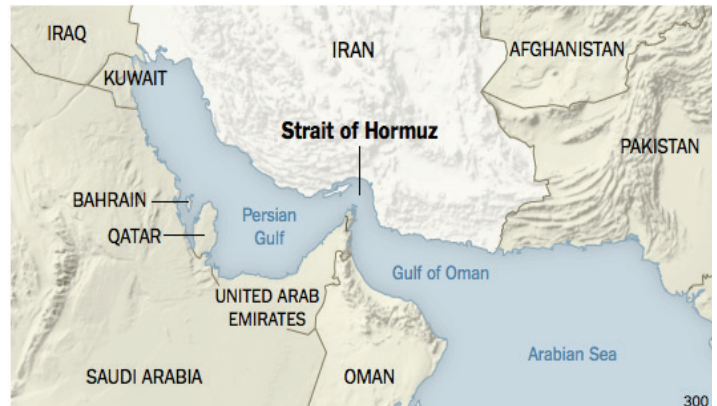 IRAQ
IRAN
AFGHANISTAN
KUWAIT
Strait of Hormuz
PAKISTAN
BAHRAIN
QATAR
Persian
Gulf
Gulf of Oman
UNITED ARAB
EMIRATES
Arabian Sea
SAUDI ARABIA
OMAN
300